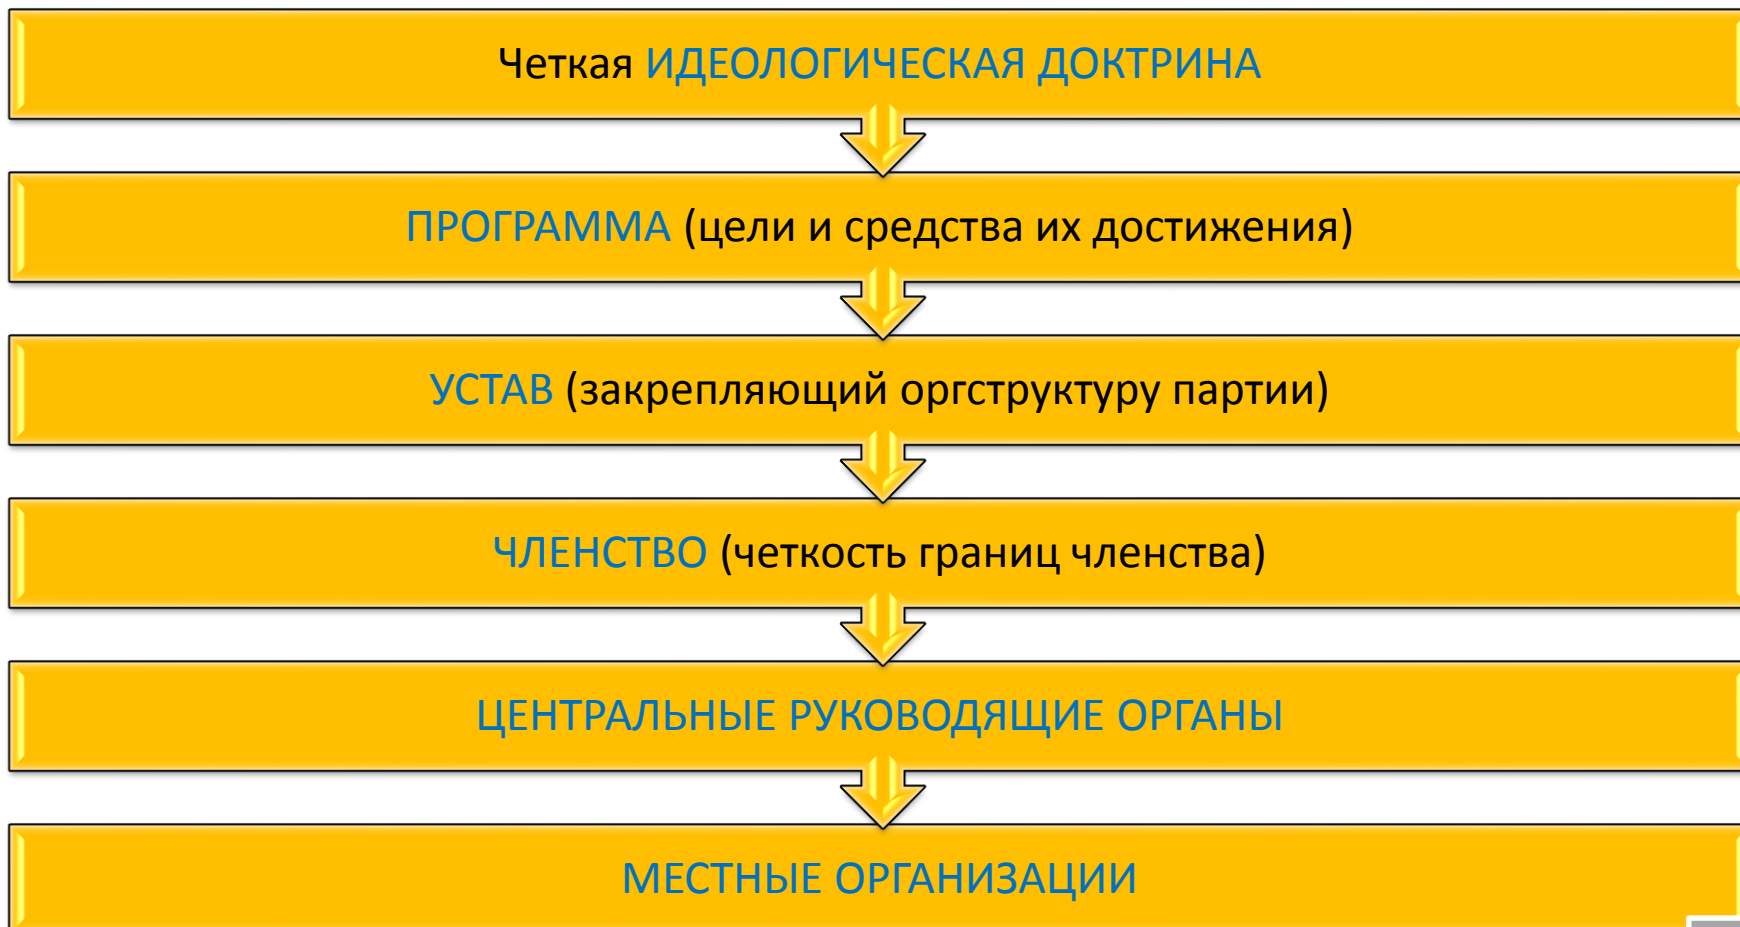 Четкая ИДЕОЛОГИЧЕСКАЯ ДОКТРИНА
ПРОГРАММА (цели и средства их достижения)
УСТАВ (закрепляющий оргструктуру партии)
ЧЛЕНСТВО (четкость границ членства)
ЦЕНТРАЛЬНЫЕ РУКОВОДЯЩИЕ ОРГАНЫ
МЕСТНЫЕ ОРГАНИЗАЦИИ